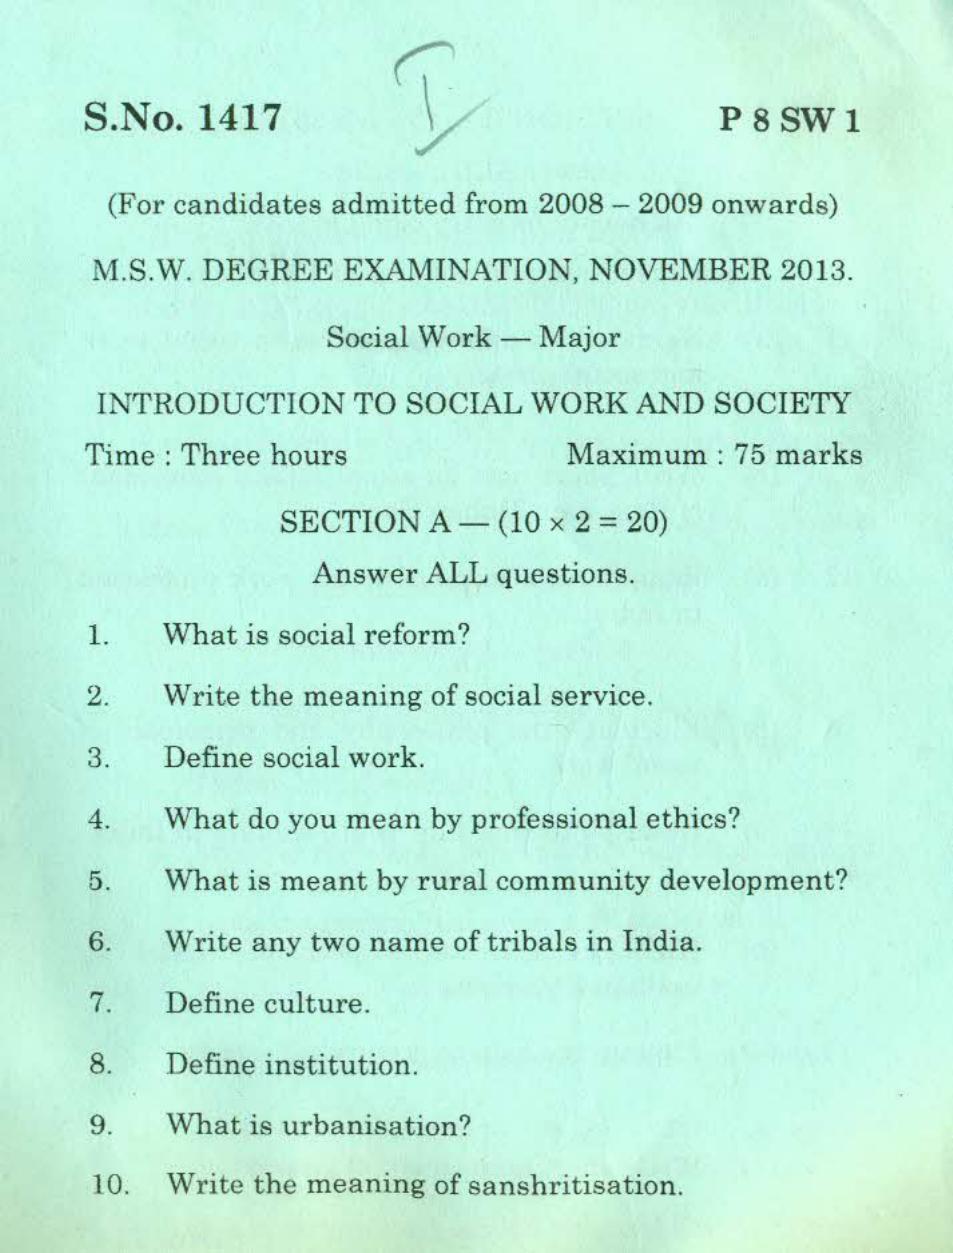 I
S.No. 1417 P 8 SW 1
(For candidates admitted from 2008 – 2009 onwards)
M.S.W. DEGREE EXAMINATION, NOVEMBER 2013.
Social Work — Major
INTRODUCTION TO SOCIAL WORK AND SOCIETY
Time : Three hours Maximum : 75 marks
SECTION A — (10 × 2 = 20)
Answer ALL questions.
1. What is social reform?
2. Write the meaning of social service.
3. Define social work.
4. What do you mean by professional ethics?
5. What is meant by rural community development?
6. Write any two name of tribals in India.
7. Define culture.
8. Define institution.
9. What is urbanisation?
10. Write the meaning of sanshritisation.